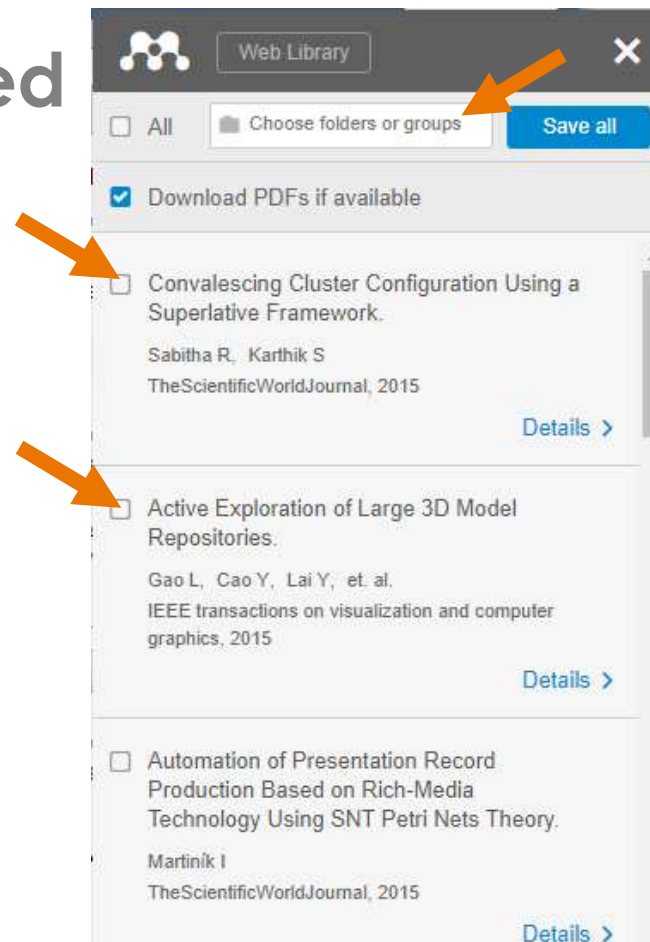 ed
Web Library
All
Choose folders or groups
Save all
Download PDFs if available
Convalescing Cluster Configuration Using a
Superlative Framework.
Sabitha R, Karthik S
TheScientificWorldJournal, 2015
Details >
Active Exploration of Large 3D Model
Repositories.
Gao L, Cao Y, Lai Y, et. al.
IEEE transactions on visualization and computer
graphics, 2015
Details >
Automation of Presentation Record
Production Based on Rich-Media
Technology Using SNT Petri Nets Theory.
Martiník I
TheScientificWorldJournal, 2015
Details >